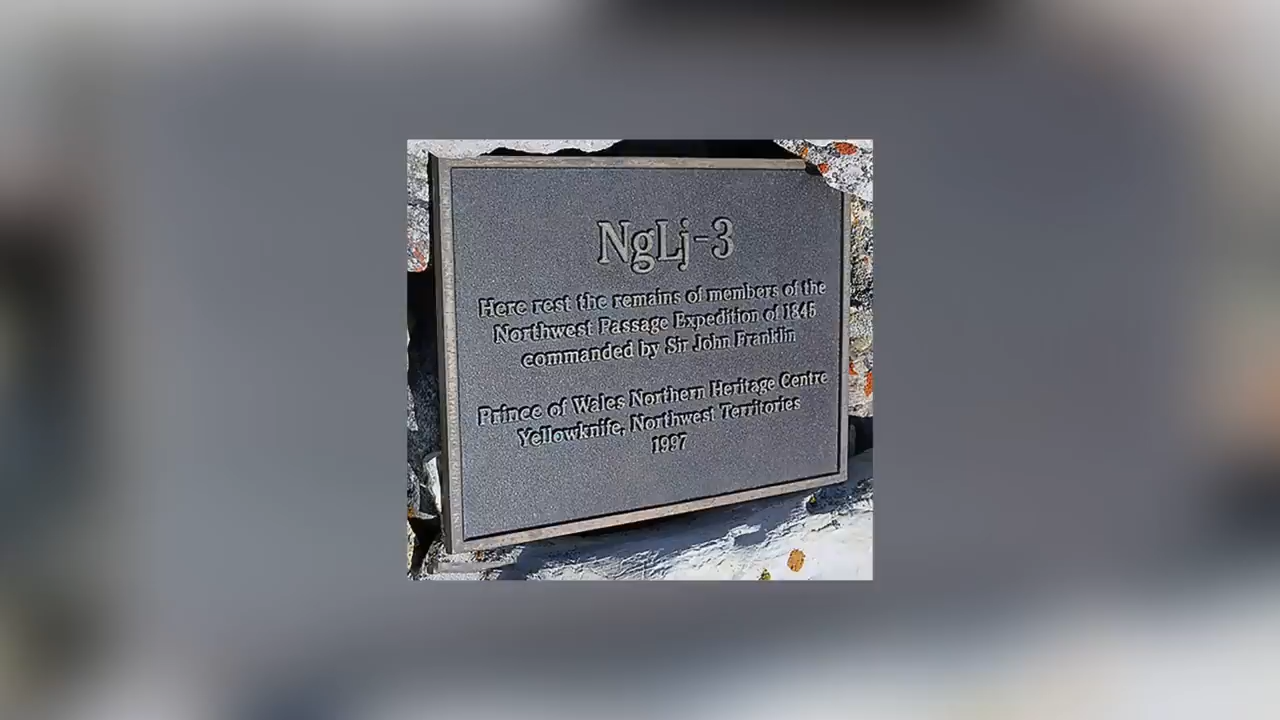 NgLj-3
Here rest the remains of members of the
Northwest Passage Expedition of 1845
commanded by Sir John Franklin
Prince of Wales Northern Heritage Centre
Yellowknife, Northwest Territories
1997